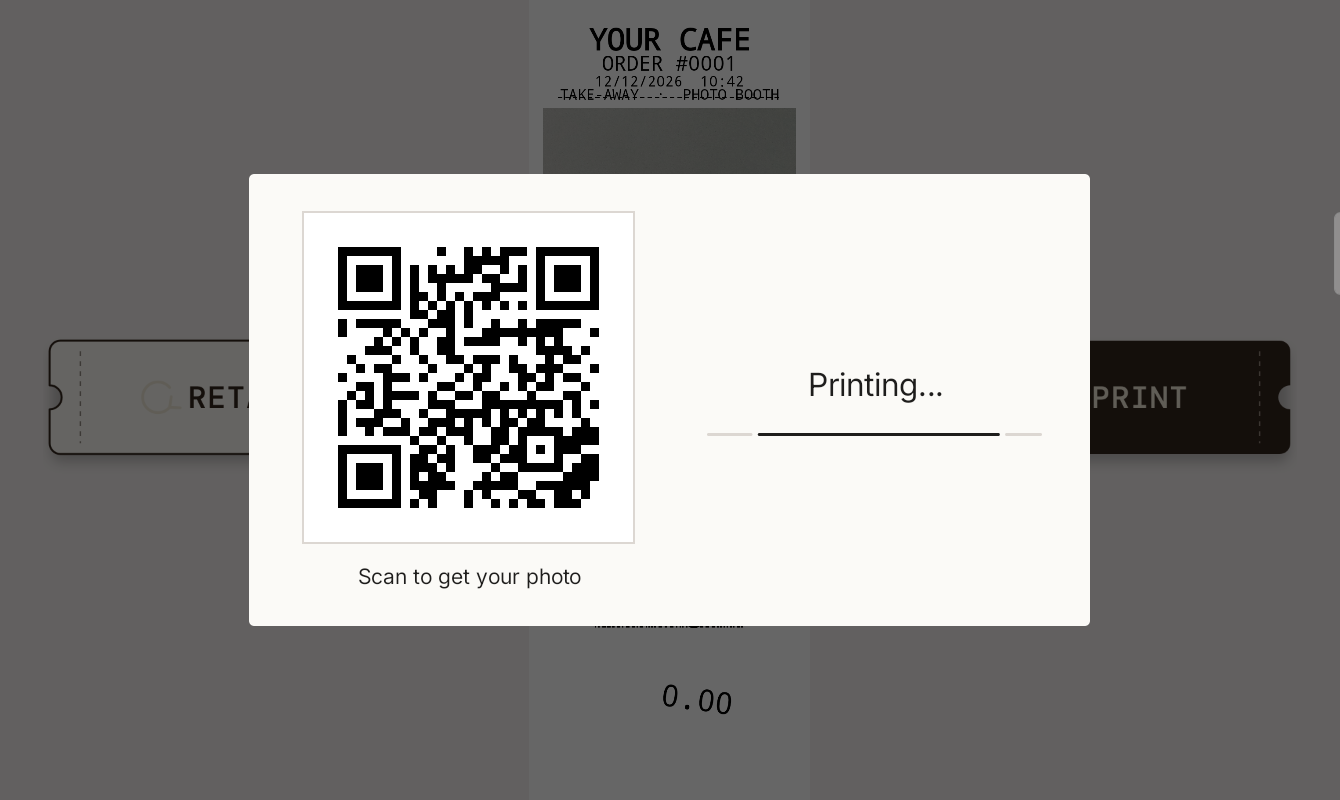 YOUR CAFE
ORDER #0001
12/12/2026 10:42
TAKE-AWAY · PHOTO BOOTH
PRINT
Printing...
Scan to get your photo
0.00